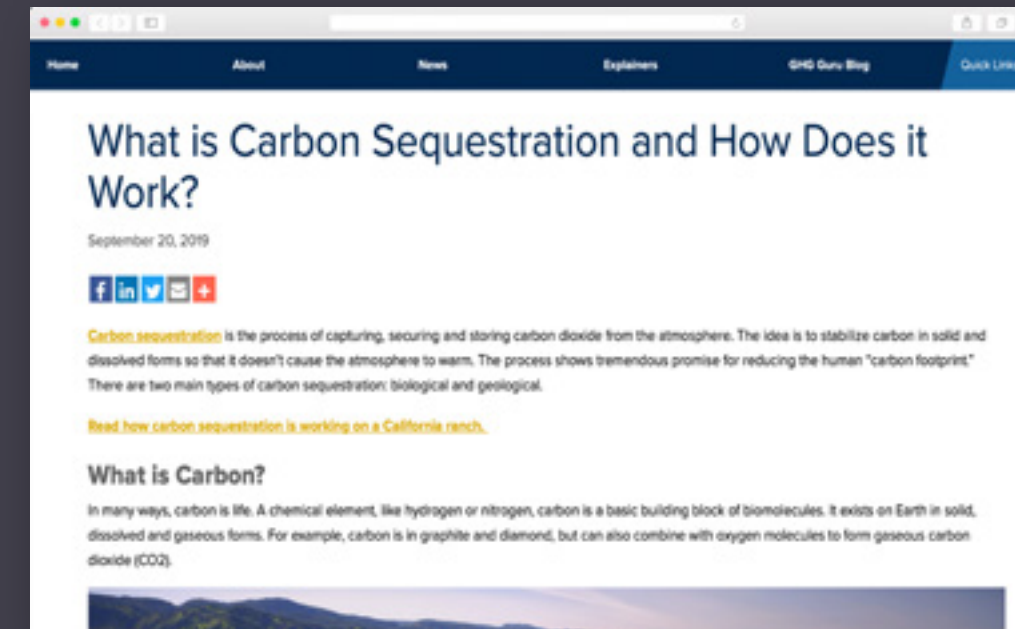 Home About News Explainers GHG Guru Blog Quick Links
What is Carbon Sequestration and How Does it
Work?
September 20, 2019
Carbon sequestration is the process of capturing, securing and storing carbon dioxide from the atmosphere. The idea is to stabilize carbon in solid and
dissolved forms so that it doesn't cause the atmosphere to warm. The process shows tremendous promise for reducing the human "carbon footprint."
There are two main types of carbon sequestration: biological and geological.
Read how carbon sequestration is working on a California ranch.
What is Carbon?
In many ways, carbon is life. A chemical element, like hydrogen or nitrogen, carbon is a basic building block of biomolecules. It exists on Earth in solid,
dissolved and gaseous forms. For example, carbon is in graphite and diamond, but can also combine with oxygen molecules to form gaseous carbon
dioxide (CO2).